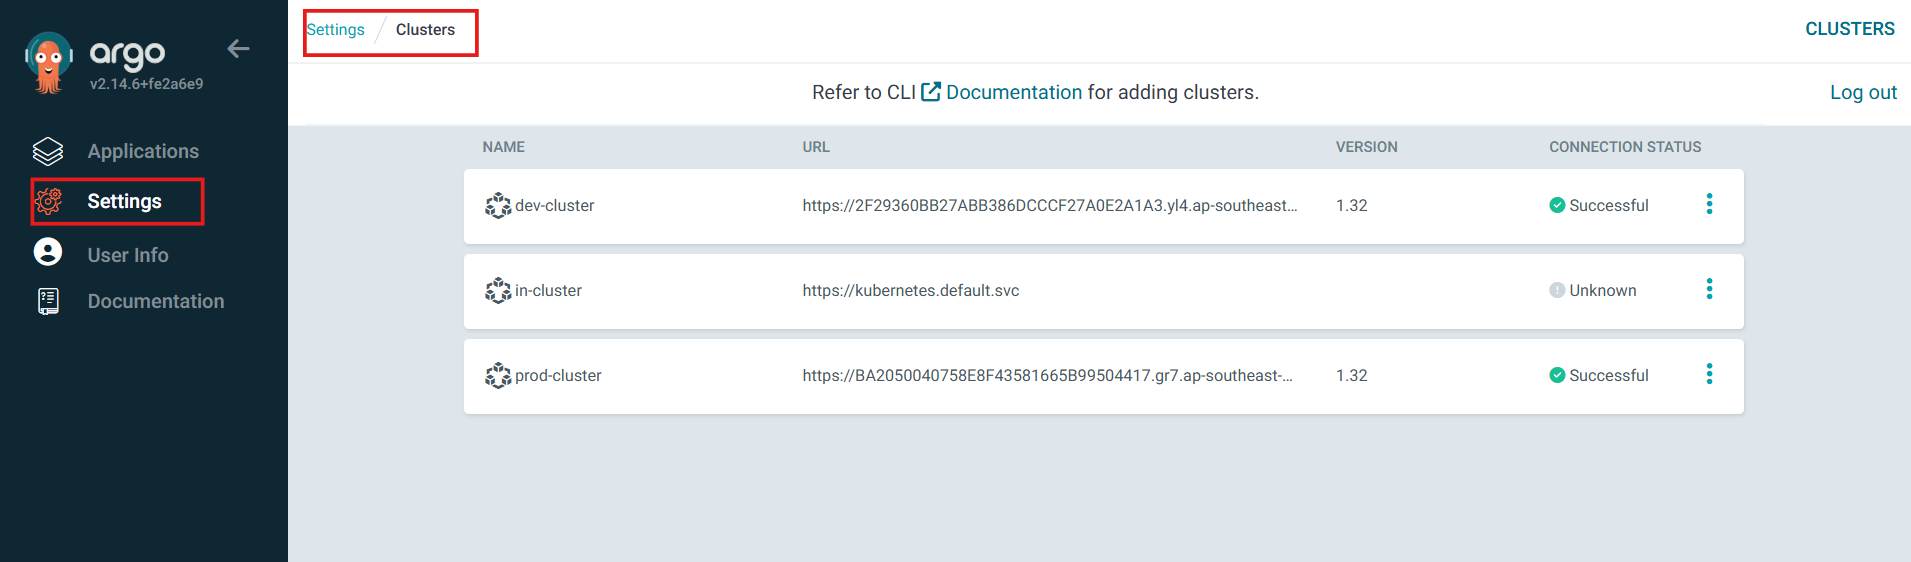 argo
v2.14.6+fe2a6e9
Applications
Settings
User Info
Documentation
Settings / Clusters
CLUSTERS
Refer to CLI Documentation for adding clusters.
Log out
NAME URL VERSION CONNECTION STATUS
dev-cluster https://2F29360BB27ABB386DCCCF27A0E2A1A3.yl4.ap-southeast... 1.32 Successful
in-cluster https://kubernetes.default.svc Unknown
prod-cluster https://BA2050040758E8F43581665B99504417.gr7.ap-southeast-... 1.32 Successful